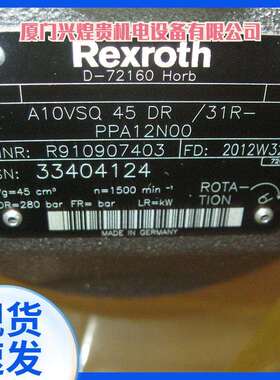 厦门兴煌贵机电设备有限公司
Rexroth
D-72160 Horb
A10VSQ 45 DR /31R-
PPA12N00
MNR: R910907403 FD: 2012W3
72
SN: 33404124
Vg=45 cm³ n=1500 min⁻¹ ROTA-
DR=280 bar FR= bar LR=kW TION
MADE IN GERMANY
现货
速发